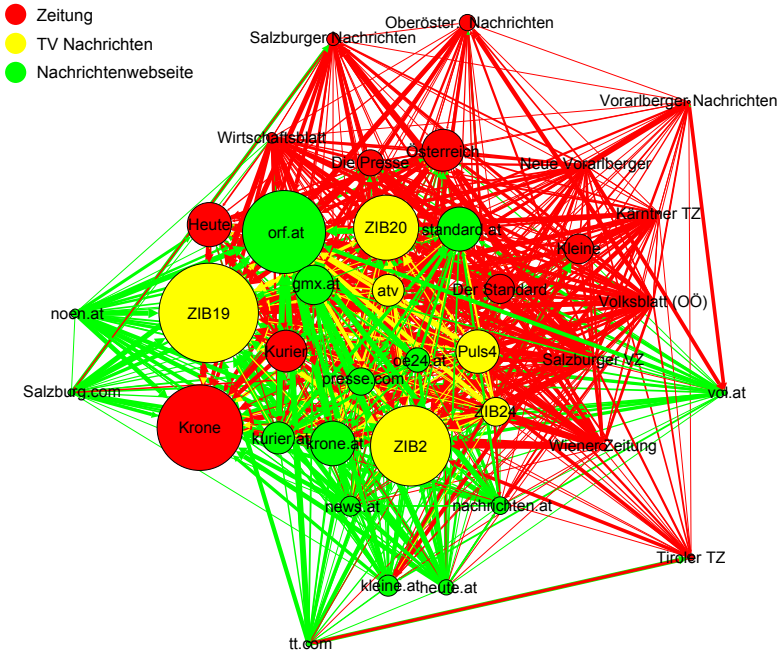 Zeitung
TV Nachrichten
Nachrichtenwebseite
Oberöster. Nachrichten
Salzburger Nachrichten
Vorarlberger Nachrichten
Wirtschaftsblatt
Die Presse
Österreich
Neue Vorarlberger
Heute
orf.at
ZIB20
standard.at
Kärntner TZ
Kleine
gmx.at
atv
Der Standard
Volksblatt (OÖ)
noen.at
ZIB19
Kurier
oe24.at
Puls4
Salzburger VZ
presse.com
Salzburg.com
vol.at
ZIB24
Krone
kurier.at
krone.at
ZIB2
Wiener Zeitung
news.at
nachrichten.at
Tiroler TZ
kleine.at
heute.at
tt.com